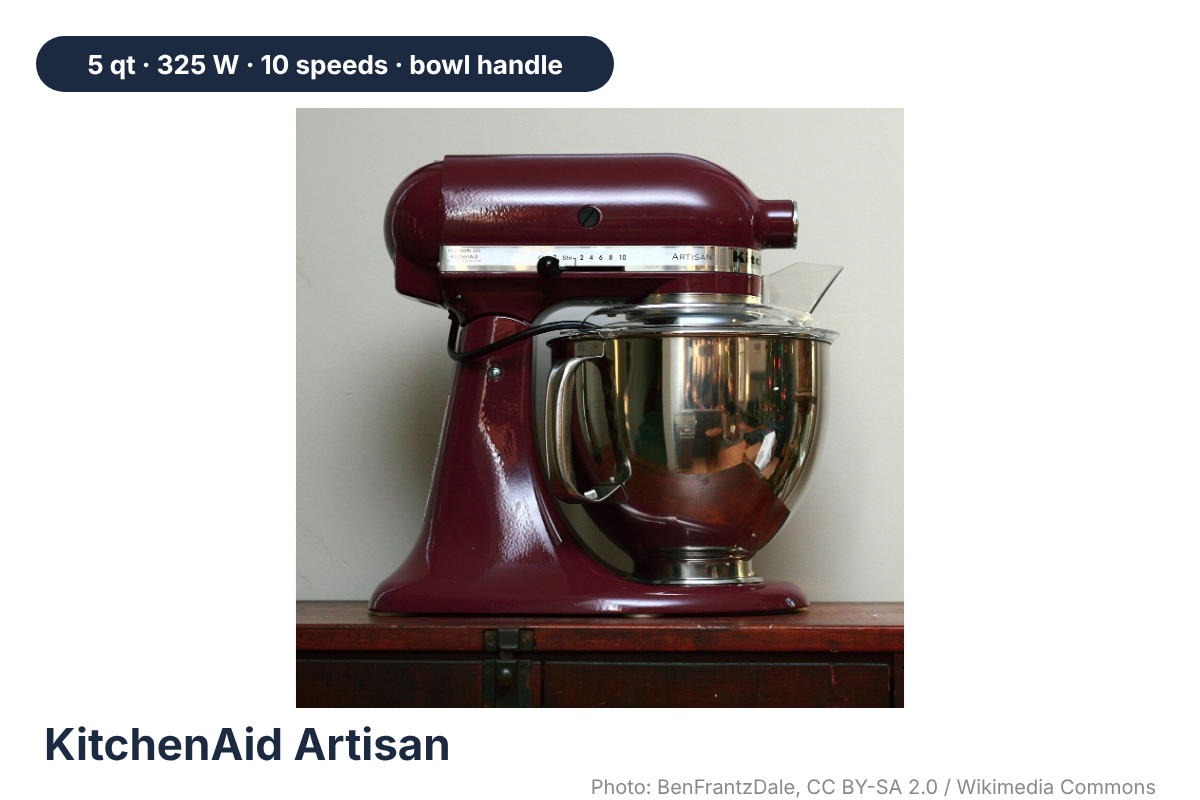 5 qt · 325 W · 10 speeds · bowl handle
2 4 6 8 10
ARTISAN
KitchenAid Artisan
Photo: BenFrantzDale, CC BY-SA 2.0 / Wikimedia Commons